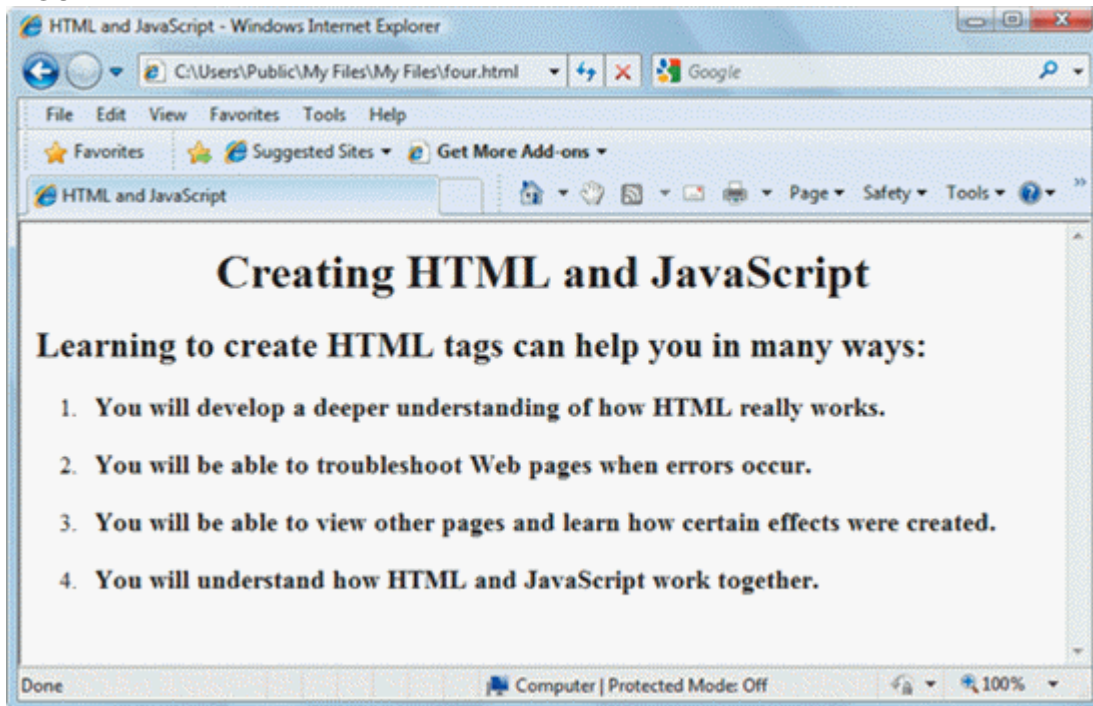 HTML and JavaScript - Windows Internet Explorer
C:\Users\Public\My Files\My Files\four.html
Google
File Edit View Favorites Tools Help
Favorites Suggested Sites Get More Add-ons
HTML and JavaScript Page Safety Tools
Creating HTML and JavaScript
Learning to create HTML tags can help you in many ways:
1. You will develop a deeper understanding of how HTML really works.
2. You will be able to troubleshoot Web pages when errors occur.
3. You will be able to view other pages and learn how certain effects were created.
4. You will understand how HTML and JavaScript work together.
Done Computer | Protected Mode: Off 100%